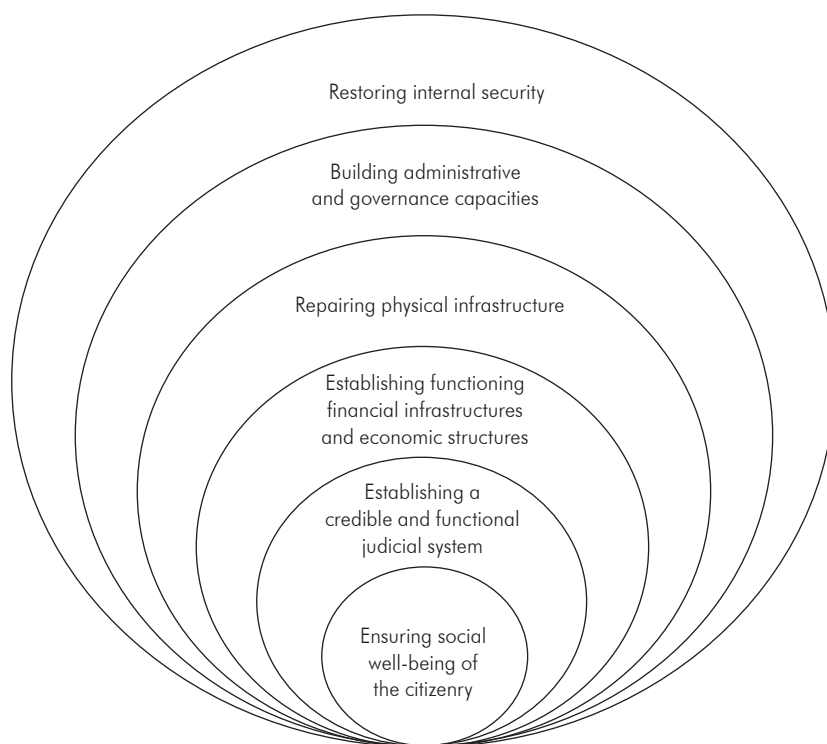 Restoring internal security
Building administrative
and governance capacities
Repairing physical infrastructure
Establishing functioning
financial infrastructures
and economic structures
Establishing a
credible and functional
judicial system
Ensuring social
well-being of
the citizenry